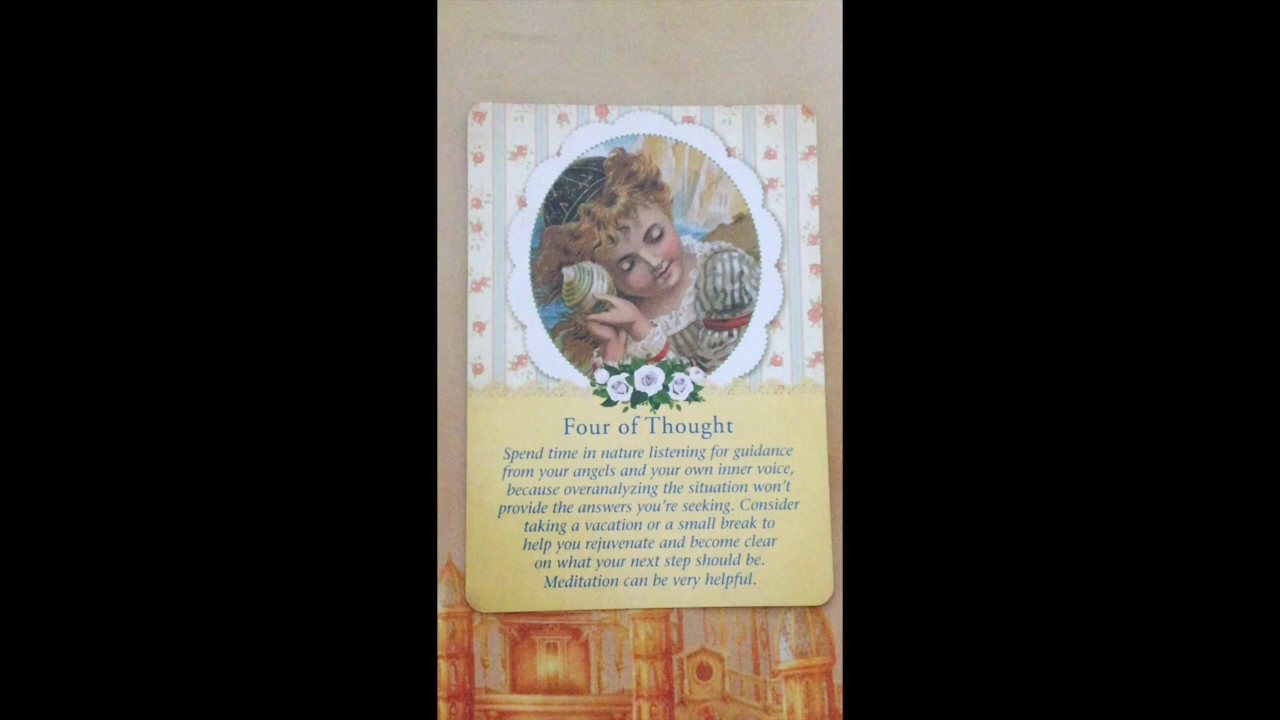 Four of Thought
Spend time in nature listening for guidance
from your angels and your own inner voice,
because overanalyzing the situation won't
provide the answers you're seeking. Consider
taking a vacation or a small break to
help you rejuvenate and become clear
on what your next step should be.
Meditation can be very helpful.